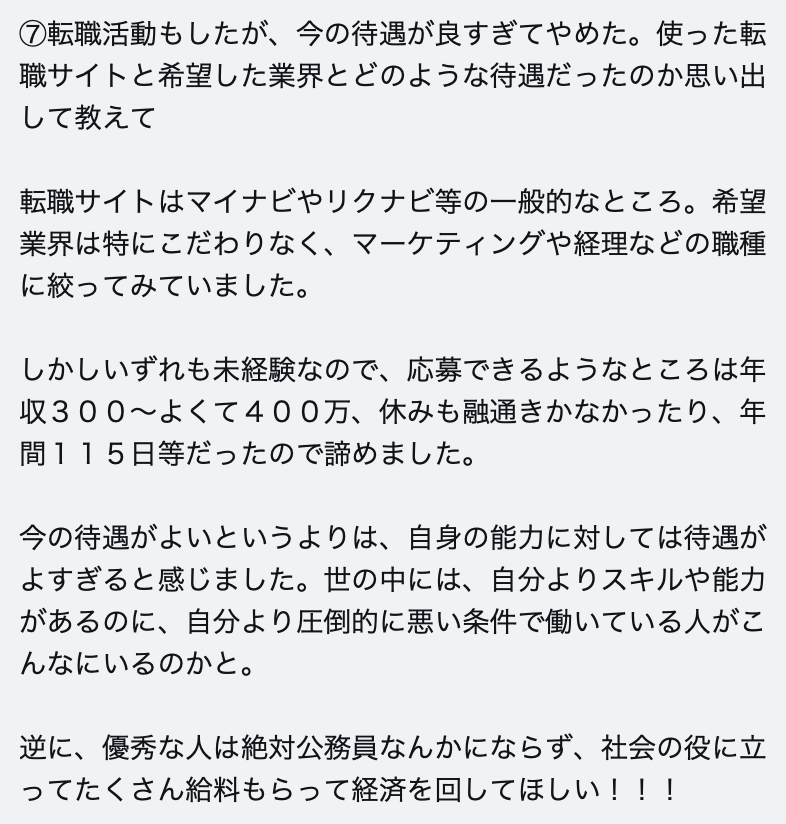 ⑦転職活動もしたが、今の待遇が良すぎてやめた。使った転
職サイトと希望した業界とどのような待遇だったのか思い出
して教えて
転職サイトはマイナビやリクナビ等の一般的なところ。希望
業界は特にこだわりなく、マーケティングや経理などの職種
に絞ってみていました。
しかしいずれも未経験なので、応募できるようなところは年
収３００〜よくて４００万、休みも融通きかなかったり、年
間１１５日等だったので諦めました。
今の待遇がよいというよりは、自身の能力に対しては待遇が
よすぎると感じました。世の中には、自分よりスキルや能力
があるのに、自分より圧倒的に悪い条件で働いている人がこ
んなにいるのかと。
逆に、優秀な人は絶対公務員なんかにならず、社会の役に立
ってたくさん給料もらって経済を回してほしい！！！